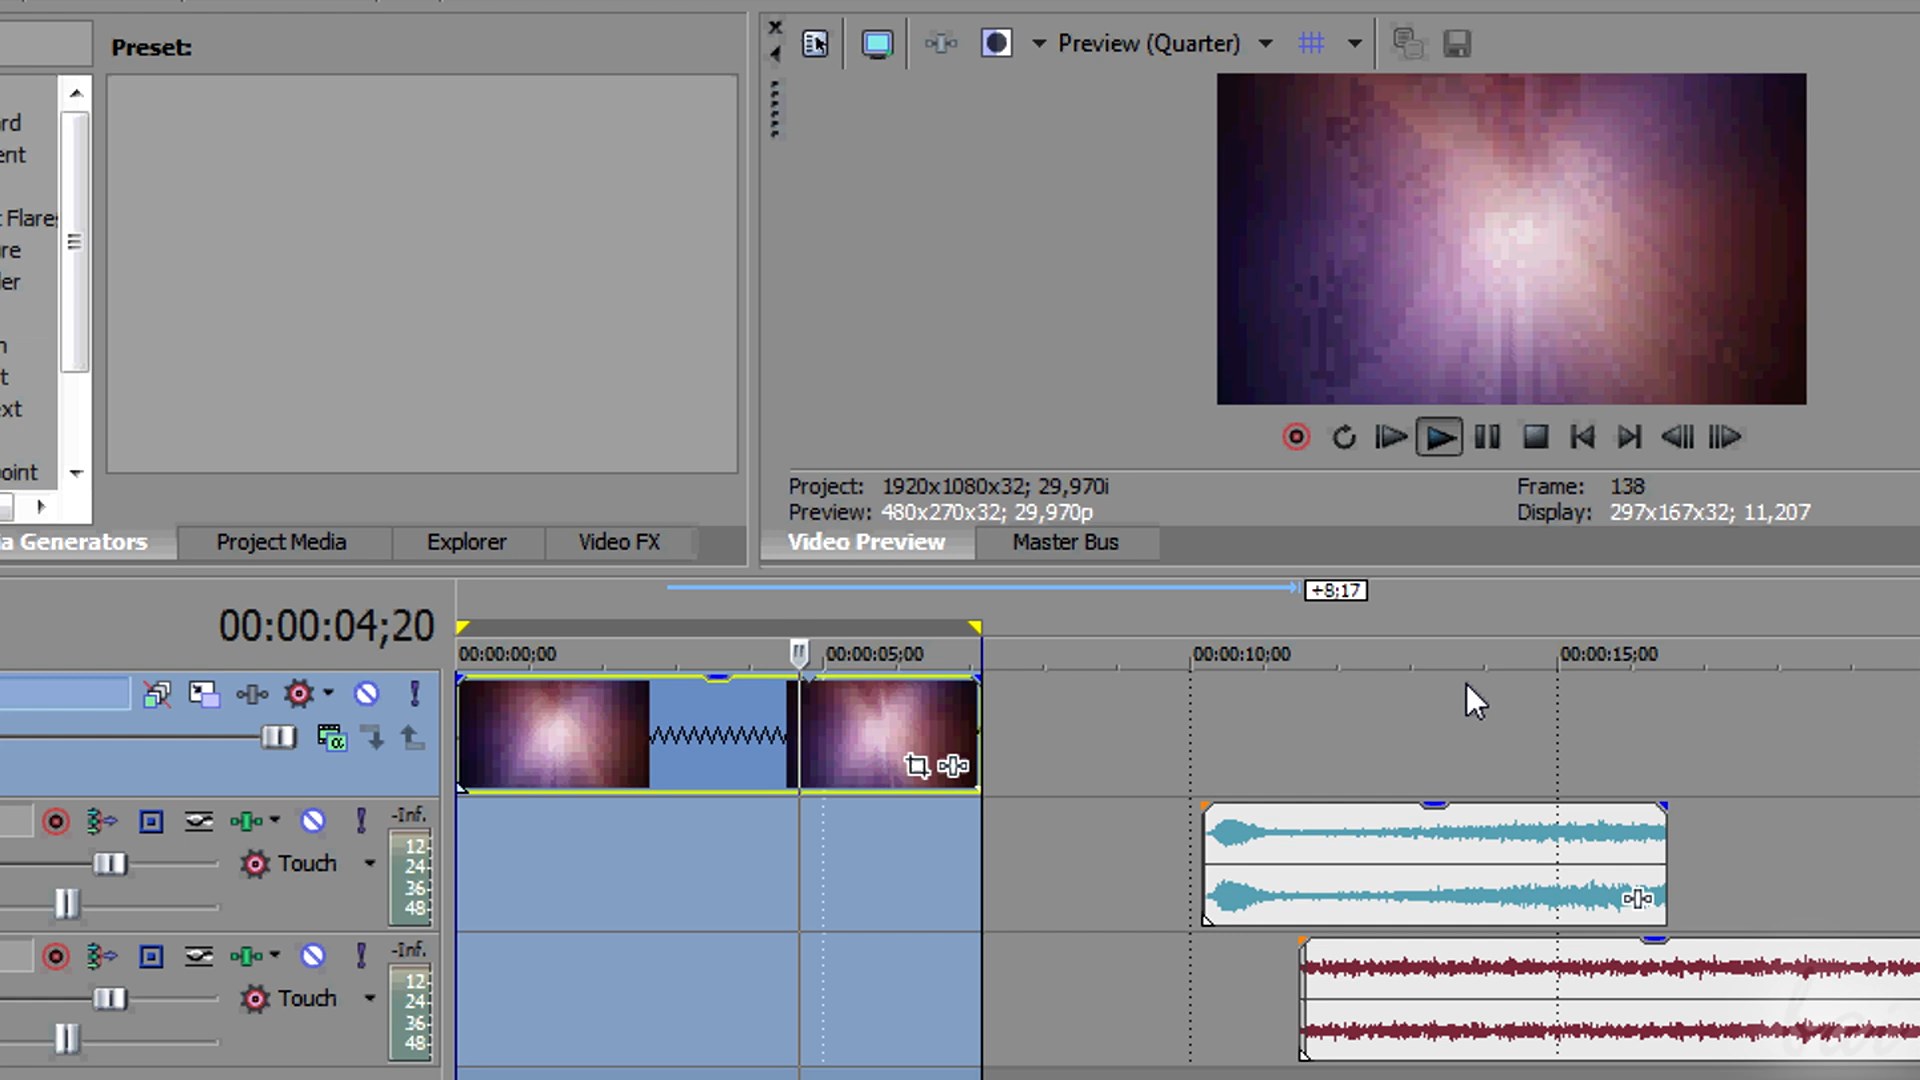 Preset:
Preview (Quarter)
rd
ent
Flare
re
er
n
t
ext
oint
Project: 1920x1080x32; 29,970i
Frame: 138
Preview: 480x270x32; 29,970p
Display: 297x167x32; 11,207
a Generators
Project Media
Explorer
Video FX
Video Preview
Master Bus
+8;17
00:00:04;20
00:00:00;00
00:00:05;00
00:00:10;00
00:00:15;00
-Inf.
12
24
36
48
Touch
-Inf.
12
24
36
48
Touch